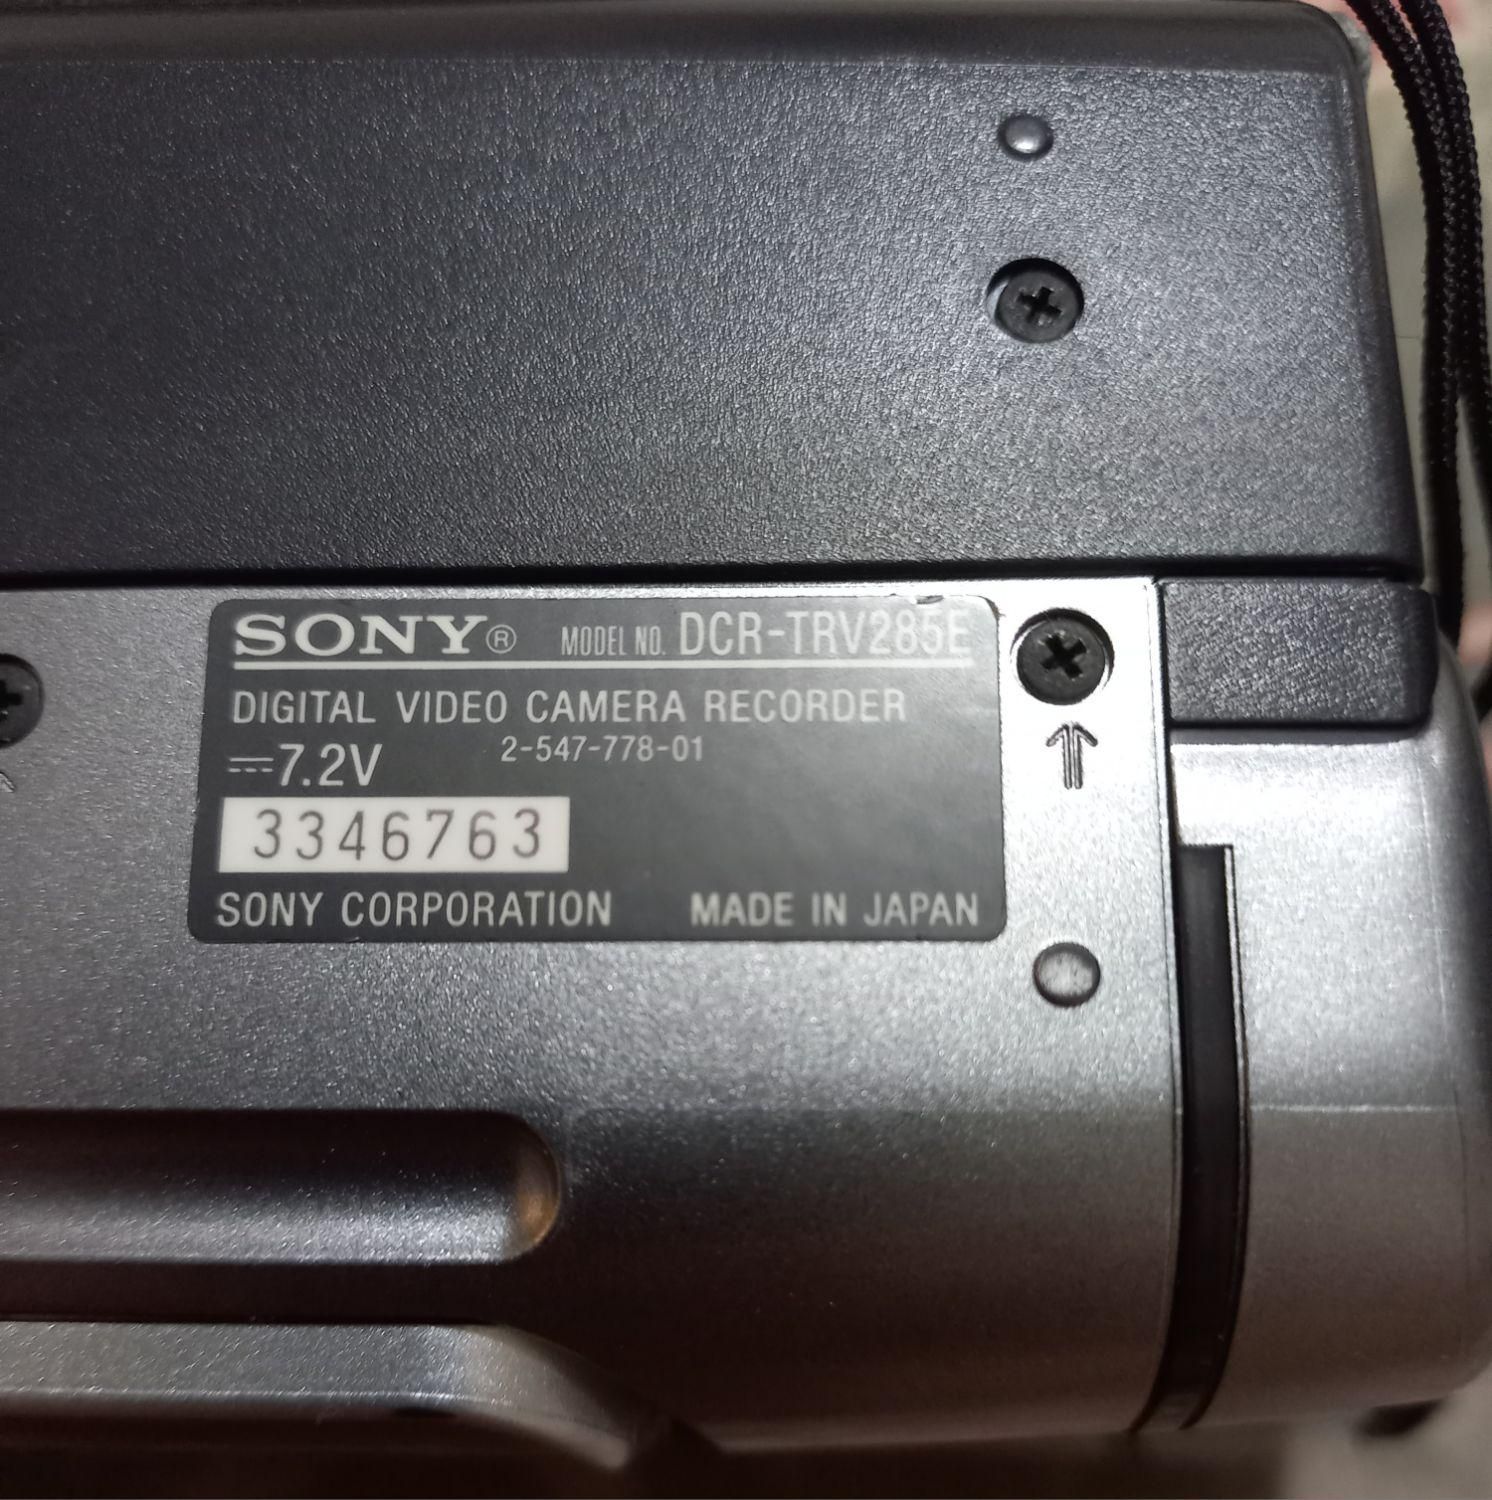 SONY® MODEL NO. DCR-TRV285E
DIGITAL VIDEO CAMERA RECORDER
⎓7.2V 2-547-778-01
3346763
SONY CORPORATION MADE IN JAPAN